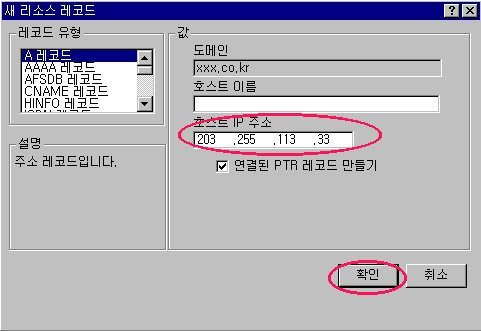 새 리소스 레코드
레코드 유형
A 레코드
AAAA 레코드
AFSDB 레코드
CNAME 레코드
HINFO 레코드
설명
주소 레코드입니다.
값
도메인
xxx.co.kr
호스트 이름
호스트 IP 주소
203 .255 .113 .33
연결된 PTR 레코드 만들기
확인
취소